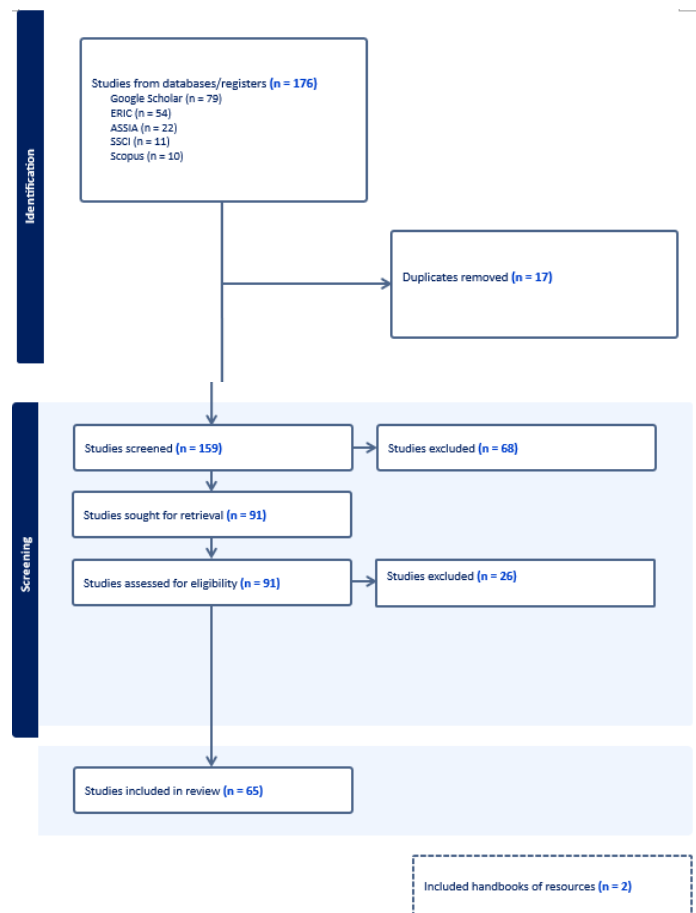 Identification
Studies from databases/registers (n = 176)
Google Scholar (n = 79)
ERIC (n = 54)
ASSIA (n = 22)
SSCI (n = 11)
Scopus (n = 10)
Duplicates removed (n = 17)
Screening
Studies screened (n = 159)
Studies excluded (n = 68)
Studies sought for retrieval (n = 91)
Studies assessed for eligibility (n = 91)
Studies excluded (n = 26)
Studies included in review (n = 65)
Included handbooks of resources (n = 2)